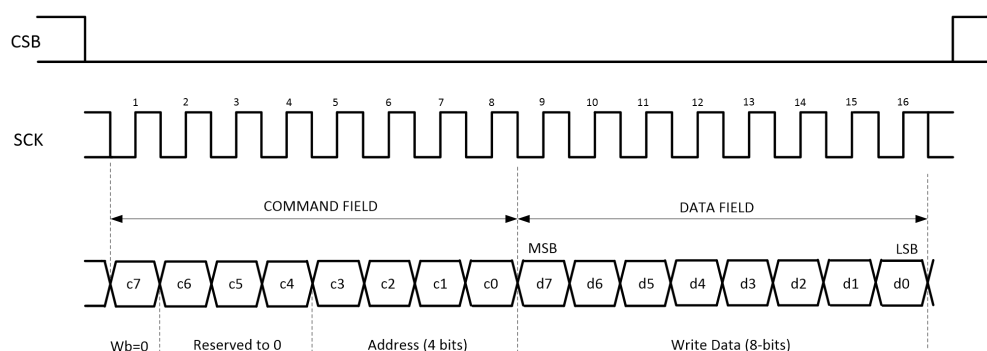 CSB
1 2 3 4 5 6 7 8 9 10 11 12 13 14 15 16
SCK
COMMAND FIELD DATA FIELD
MSB LSB
c7 c6 c5 c4 c3 c2 c1 c0 d7 d6 d5 d4 d3 d2 d1 d0
Wb=0 Reserved to 0 Address (4 bits) Write Data (8-bits)